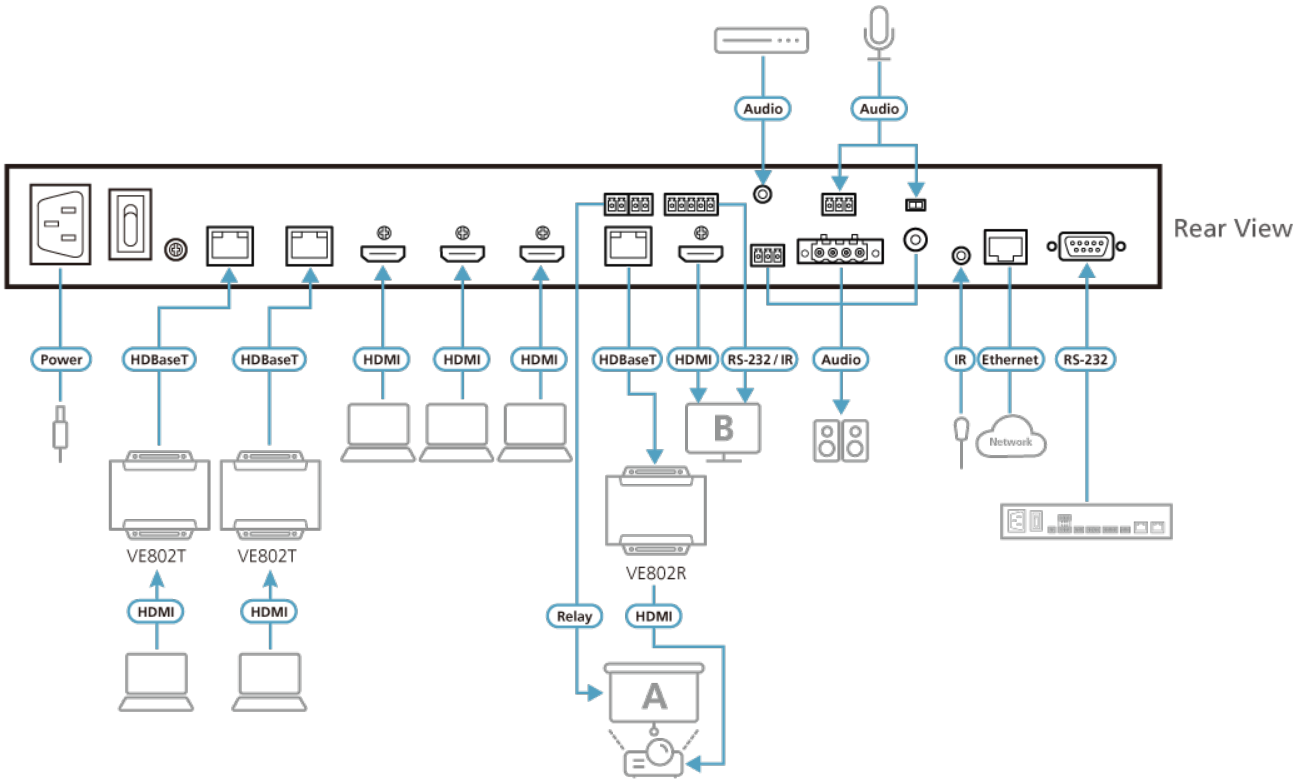 Audio
Audio
Rear View
Power
HDBaseT
HDBaseT
HDMI
HDMI
HDMI
HDBaseT
HDMI
RS-232 / IR
Audio
IR
Ethernet
RS-232
B
Network
VE802T
VE802T
VE802R
HDMI
HDMI
Relay
HDMI
A